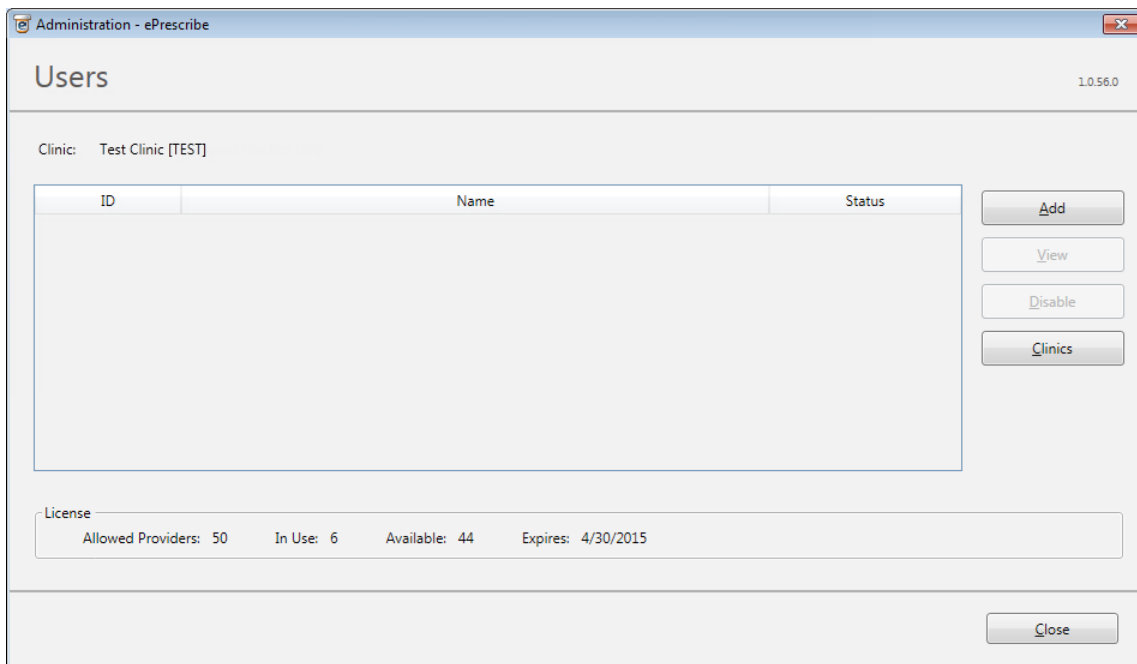 Administration - ePrescribe
Users
1.0.56.0
Clinic: Test Clinic [TEST]
ID Name Status
Add
View
Disable
Clinics
License
Allowed Providers: 50 In Use: 6 Available: 44 Expires: 4/30/2015
Close